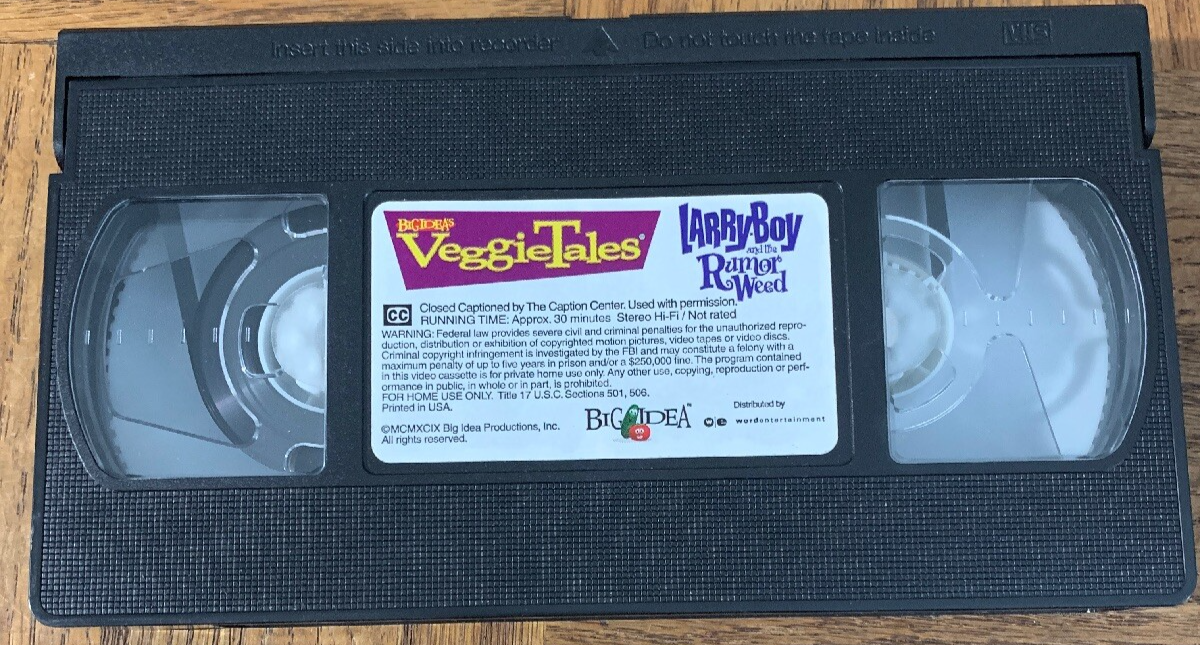 Insert this side into recorder Do not touch the tape inside VHS
BIG IDEA'S
VeggieTales®
LARRYBOY
and the
Rumor
Weed
CC Closed Captioned by The Caption Center. Used with permission.
RUNNING TIME: Approx. 30 minutes Stereo Hi-Fi / Not rated
WARNING: Federal law provides severe civil and criminal penalties for the unauthorized repro-
duction, distribution or exhibition of copyrighted motion pictures, video tapes or video discs.
Criminal copyright infringement is investigated by the FBI and may constitute a felony with a
maximum penalty of up to five years in prison and/or a $250,000 fine. The program contained
in this video cassette is for private home use only. Any other use, copying, reproduction or perf-
ormance in public, in whole or in part, is prohibited.
FOR HOME USE ONLY. Title 17 U.S.C. Sections 501, 506.
Printed in USA.
©MCMXCIX Big Idea Productions, Inc.
All rights reserved.
BIG IDEA™
Distributed by
w e wordentertainment